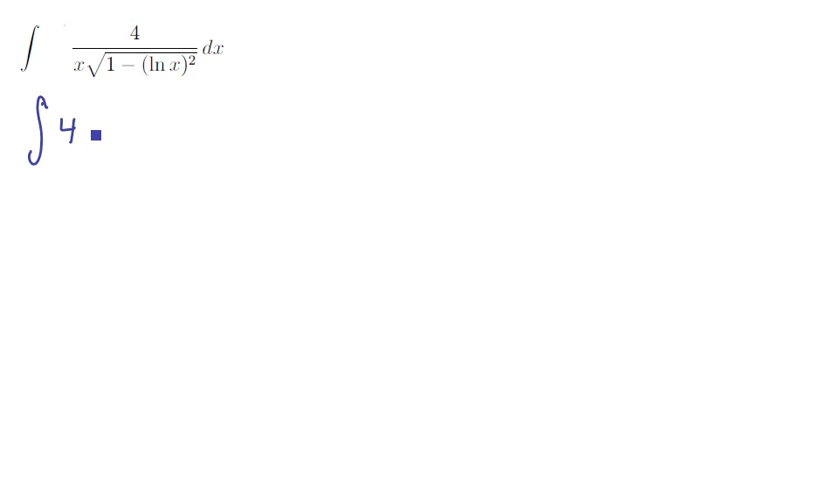 ∫ 4 / (x√(1 − (ln x)²)) dx
∫ 4